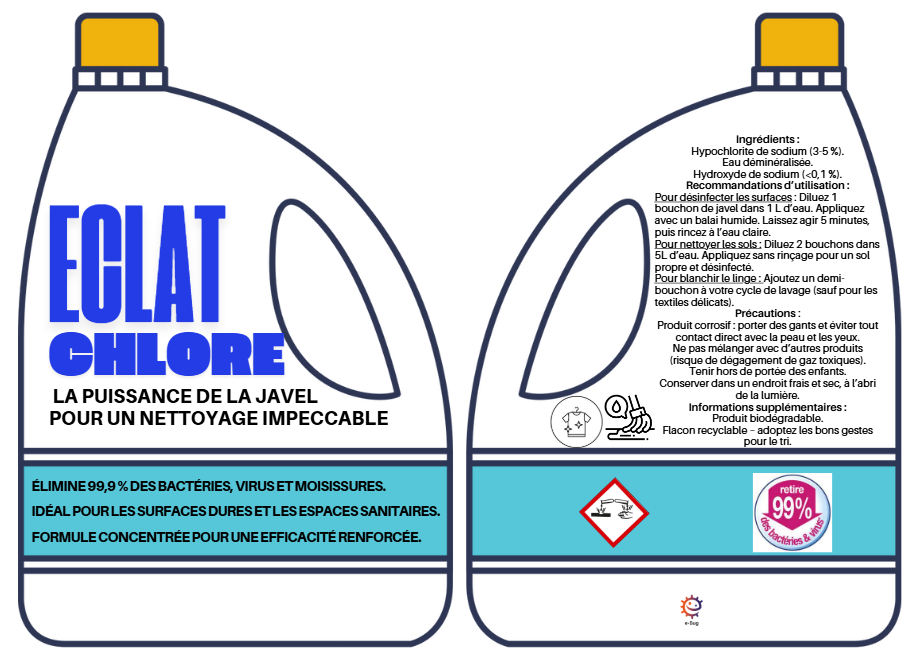 ECLAT
CHLORE
LA PUISSANCE DE LA JAVEL
POUR UN NETTOYAGE IMPECCABLE
ÉLIMINE 99,9 % DES BACTÉRIES, VIRUS ET MOISISSURES.
IDÉAL POUR LES SURFACES DURES ET LES ESPACES SANITAIRES.
FORMULE CONCENTRÉE POUR UNE EFFICACITÉ RENFORCÉE.
Ingrédients :
Hypochlorite de sodium (3-5 %).
Eau déminéralisée.
Hydroxyde de sodium (<0,1 %).
Recommandations d'utilisation :
Pour désinfecter les surfaces : Diluez 1
bouchon de javel dans 1 L d'eau. Appliquez
avec un balai humide. Laissez agir 5 minutes,
puis rincez à l'eau claire.
Pour nettoyer les sols : Diluez 2 bouchons dans
5L d'eau. Appliquez sans rinçage pour un sol
propre et désinfecté.
Pour blanchir le linge : Ajoutez un demi-
bouchon à votre cycle de lavage (sauf pour les
textiles délicats).
Précautions :
Produit corrosif : porter des gants et éviter tout
contact direct avec la peau et les yeux.
Ne pas mélanger avec d'autres produits
(risque de dégagement de gaz toxiques).
Tenir hors de portée des enfants.
Conserver dans un endroit frais et sec, à l'abri
de la lumière.
Informations supplémentaires :
Produit biodégradable.
Flacon recyclable – adoptez les bons gestes
pour le tri.
retire
99%
des bactéries & virus*
e-Bug